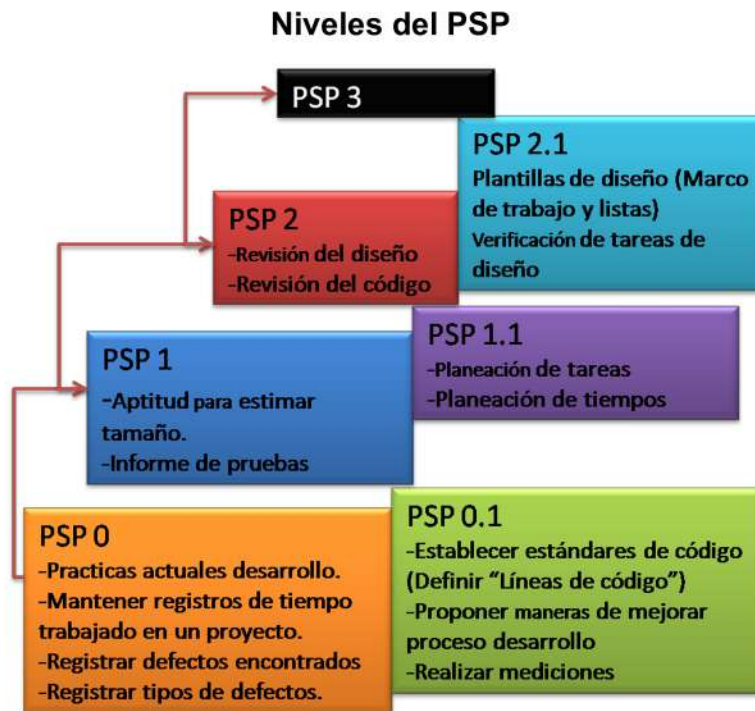 Niveles del PSP
PSP 3
PSP 2.1
Plantillas de diseño (Marco
de trabajo y listas)
Verificación de tareas de
diseño
PSP 2
-Revisión del diseño
-Revisión del código
PSP 1.1
-Planeación de tareas
-Planeación de tiempos
PSP 1
-Aptitud para estimar
tamaño.
-Informe de pruebas
PSP 0
-Practicas actuales desarrollo.
-Mantener registros de tiempo
trabajado en un proyecto.
-Registrar defectos encontrados
-Registrar tipos de defectos.
PSP 0.1
-Establecer estándares de código
(Definir “Líneas de código”)
-Proponer maneras de mejorar
proceso desarrollo
-Realizar mediciones